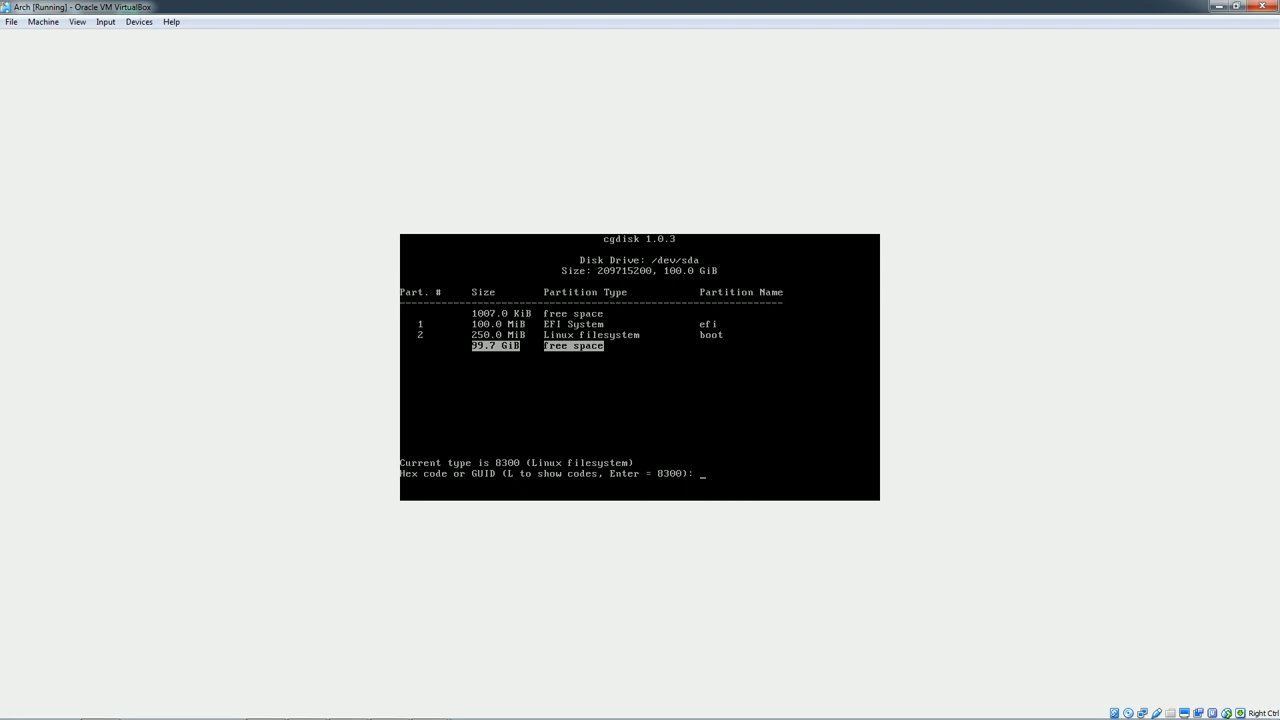 Arch [Running] - Oracle VM VirtualBox
File Machine View Input Devices Help
cgdisk 1.0.3
Disk Drive: /dev/sda
Size: 209715200, 100.0 GiB
Part. # Size Partition Type Partition Name
----------------------------------------------------------------
1007.0 KiB free space
1 100.0 MiB EFI System efi
2 250.0 MiB Linux filesystem boot
99.7 GiB free space
Current type is 8300 (Linux filesystem)
Hex code or GUID (L to show codes, Enter = 8300): _
Right Ctrl